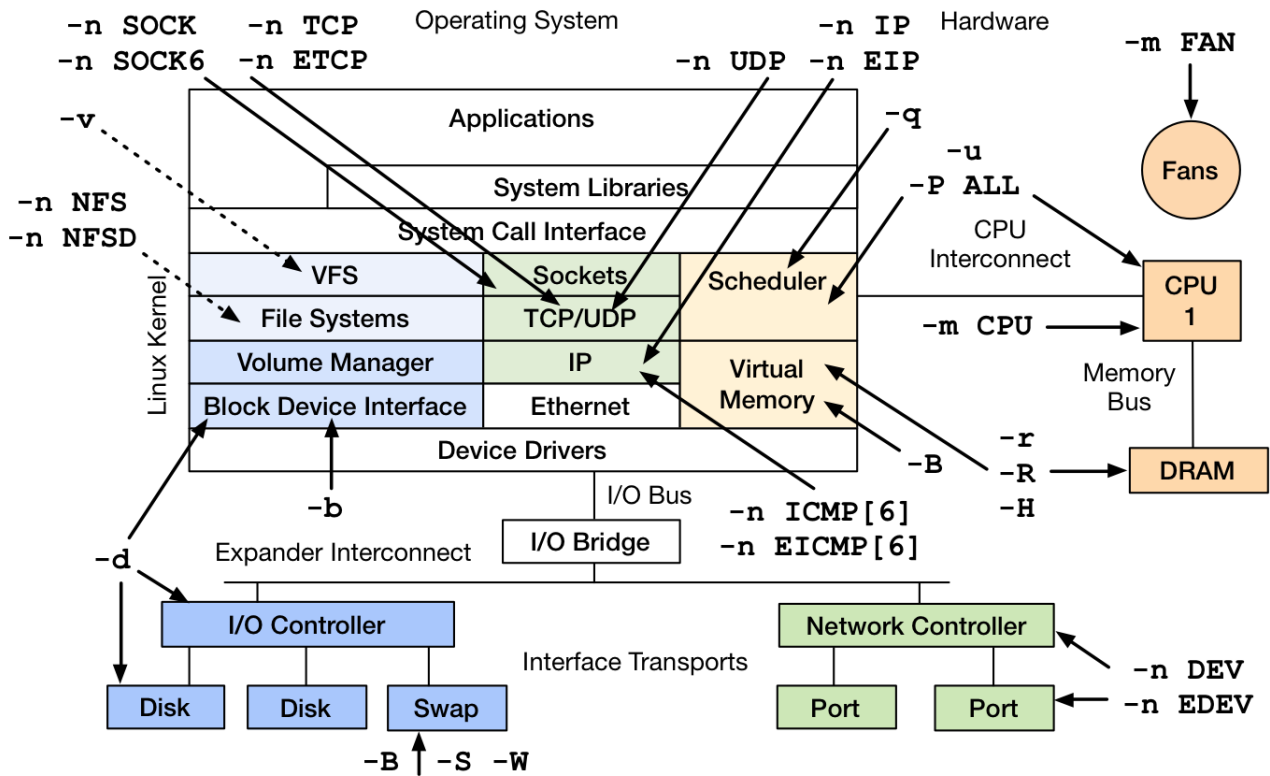 -n SOCK
-n SOCK6
-n TCP
-n ETCP
Operating System
-n UDP
-n IP
-n EIP
Hardware
-m FAN
Fans
-v
-n NFS
-n NFSD
Applications
System Libraries
System Call Interface
-q
-u
-P ALL
CPU
Interconnect
Linux Kernel
VFS
Sockets
Scheduler
File Systems
TCP/UDP
Volume Manager
IP
Virtual
Memory
Block Device Interface
Ethernet
Device Drivers
CPU
1
-m CPU
Memory
Bus
DRAM
-r
-R
-H
-B
-b
I/O Bus
-n ICMP[6]
-n EICMP[6]
-d
Expander Interconnect
I/O Bridge
I/O Controller
Network Controller
Interface Transports
-n DEV
-n EDEV
Disk
Disk
Swap
Port
Port
-B
-S -W